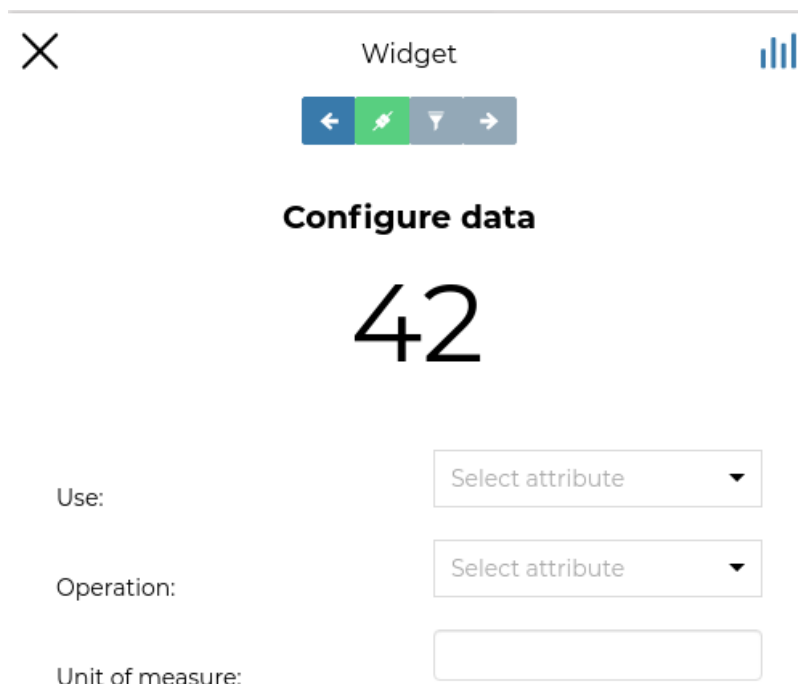 Widget
Configure data
42
Use:
Select attribute
Operation:
Select attribute
Unit of measure: